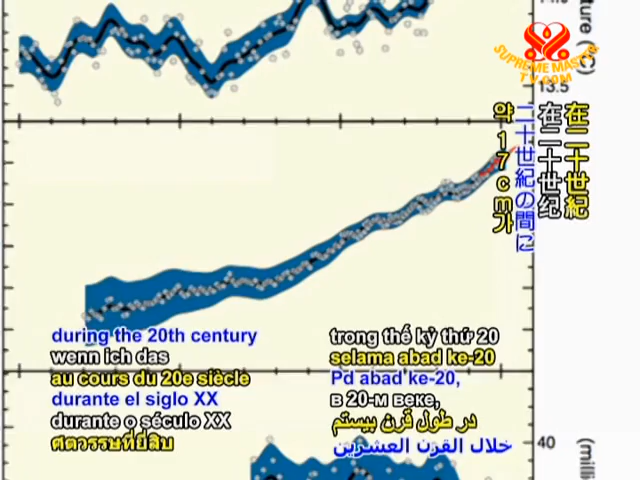 ture (°C)
SUPREME MASTER
TV.COM
13.5
在二十世紀
在二十世纪
二十世紀の間に
약 17cm가
during the 20th century
wenn ich das
au cours du 20e siècle
durante el siglo XX
durante o século XX
ศตวรรษที่ยี่สิบ
trong thế kỷ thứ 20
selama abad ke-20
Pd abad ke-20,
в 20-м веке,
در طول قرن بیستم
خلال القرن العشرين
40
(milli